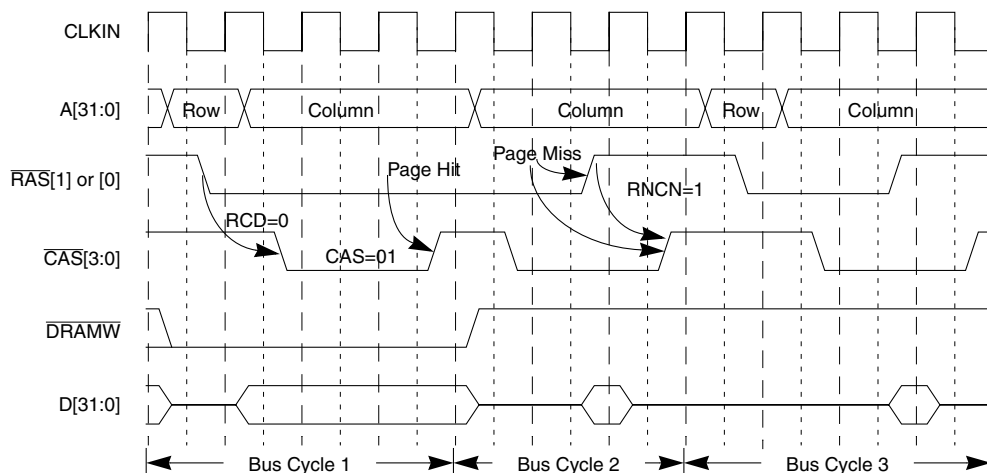 CLKIN
A[31:0] Row Column Column Row Column
RAS[1] or [0] Page Hit Page Miss RNCN=1
RCD=0
CAS[3:0] CAS=01
DRAMW
D[31:0]
Bus Cycle 1 Bus Cycle 2 Bus Cycle 3